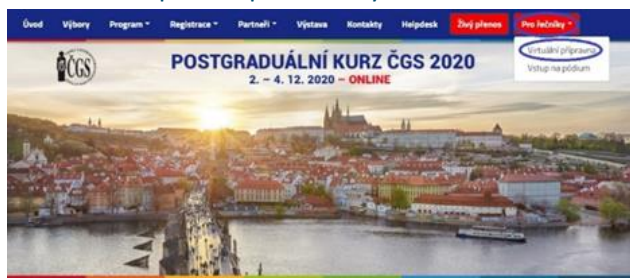 Úvod Výbory Program Registrace Partneři Výstava Kontakty Helpdesk Živý přenos Pro řečníky
Virtuální přípravna
Vstup na pódium
ČGS
POSTGRADUÁLNÍ KURZ ČGS 2020
2. – 4. 12. 2020 – ONLINE